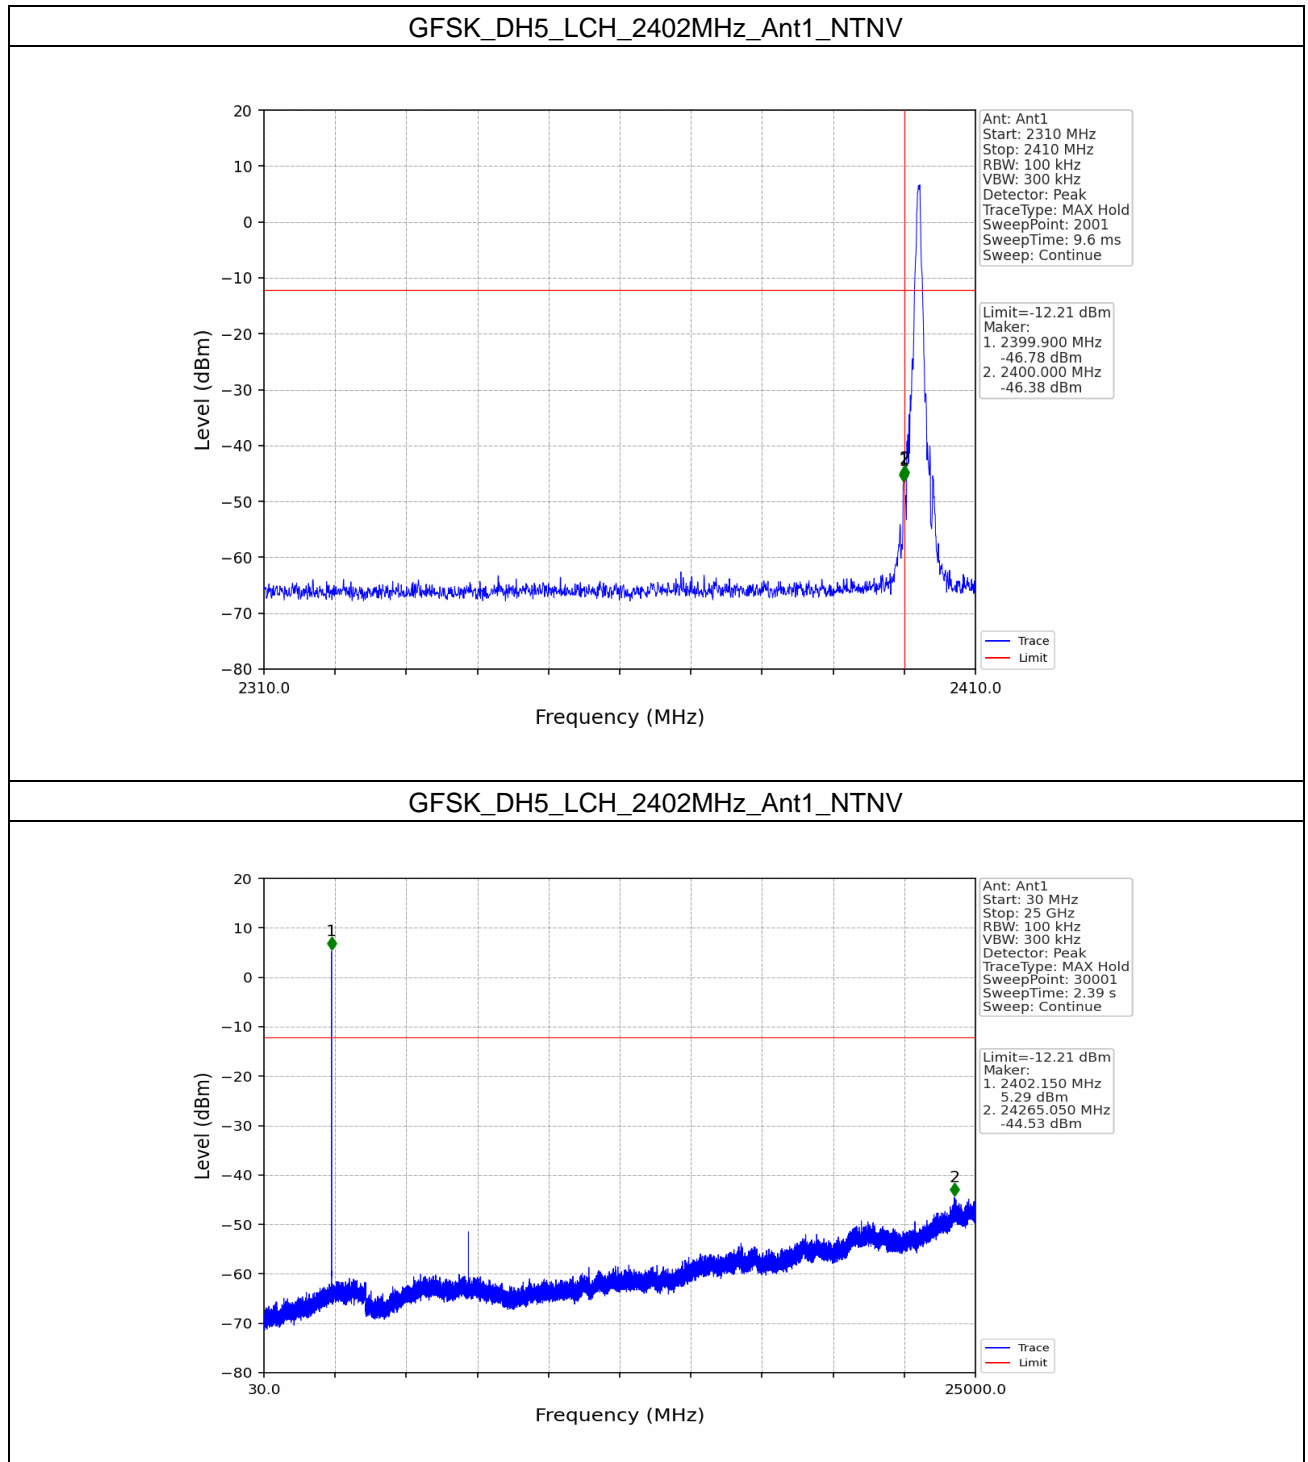 GFSK_DH5_LCH_2402MHz_Ant1_NTNV
20
10
0
−10
−20
−30
−40
−50
−60
−70
−80
Level (dBm)
2310.0
2410.0
Frequency (MHz)
1
2
Ant: Ant1
Start: 2310 MHz
Stop: 2410 MHz
RBW: 100 kHz
VBW: 300 kHz
Detector: Peak
TraceType: MAX Hold
SweepPoint: 2001
SweepTime: 9.6 ms
Sweep: Continue
Limit=-12.21 dBm
Maker:
1. 2399.900 MHz
-46.78 dBm
2. 2400.000 MHz
-46.38 dBm
Trace
Limit
GFSK_DH5_LCH_2402MHz_Ant1_NTNV
20
10
0
−10
−20
−30
−40
−50
−60
−70
−80
Level (dBm)
30.0
25000.0
Frequency (MHz)
1
2
Ant: Ant1
Start: 30 MHz
Stop: 25 GHz
RBW: 100 kHz
VBW: 300 kHz
Detector: Peak
TraceType: MAX Hold
SweepPoint: 30001
SweepTime: 2.39 s
Sweep: Continue
Limit=-12.21 dBm
Maker:
1. 2402.150 MHz
5.29 dBm
2. 24265.050 MHz
-44.53 dBm
Trace
Limit